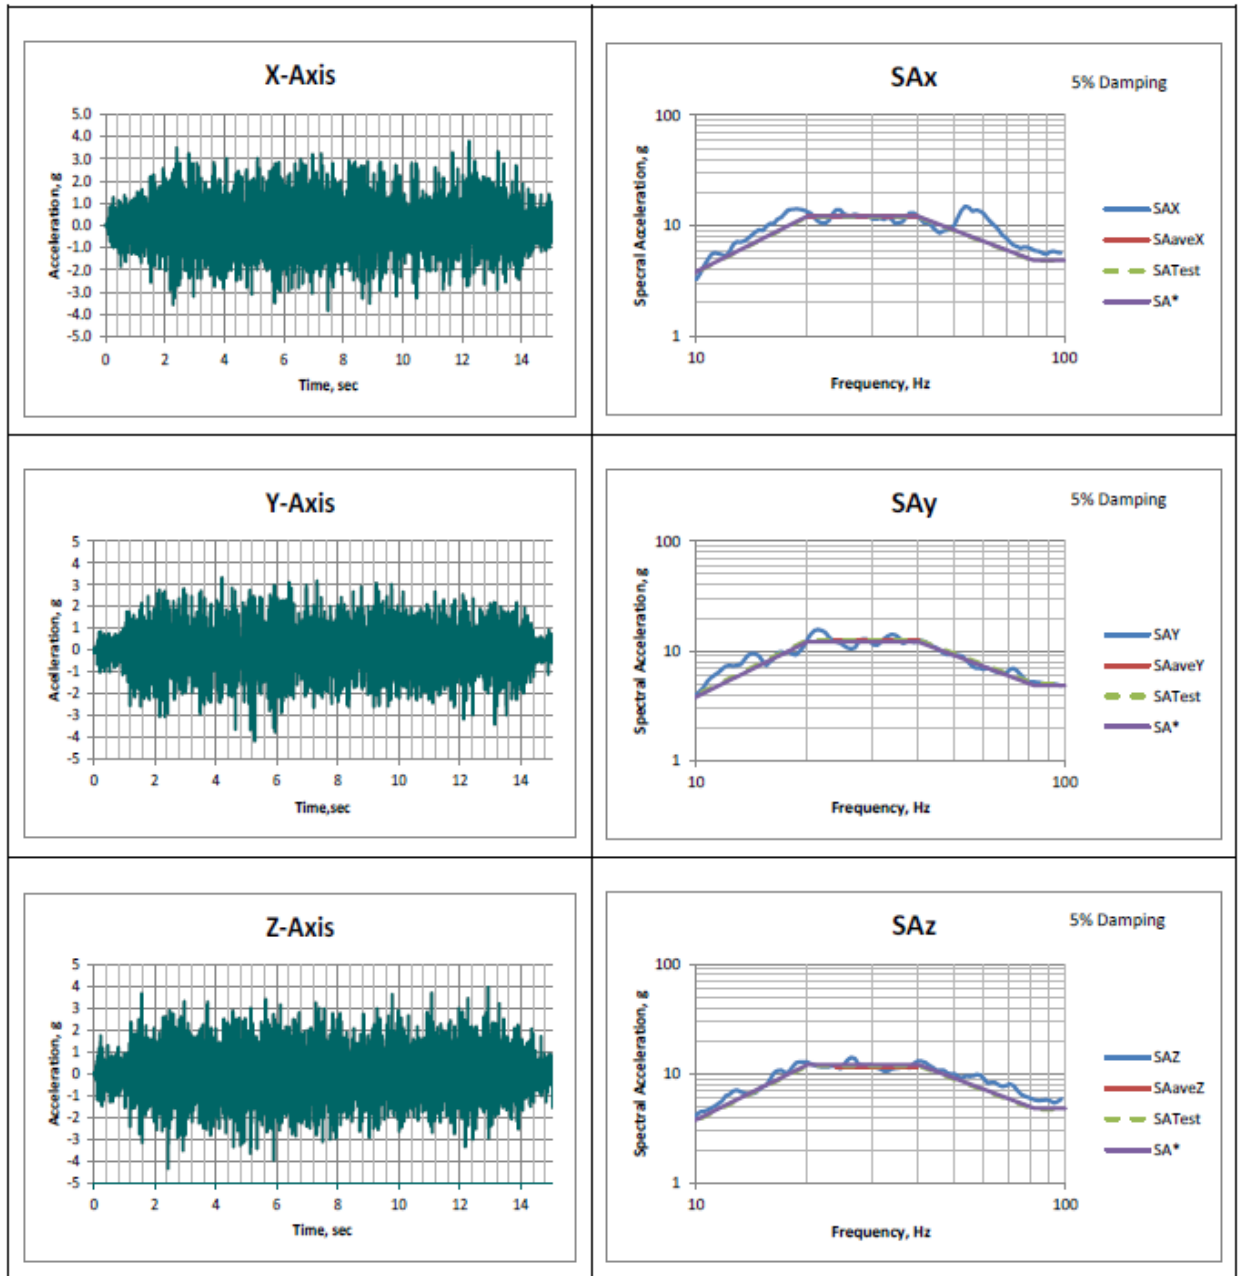 X-Axis
Acceleration, g
5.0
4.0
3.0
2.0
1.0
0.0
-1.0
-2.0
-3.0
-4.0
-5.0
0 2 4 6 8 10 12 14
Time, sec
SAx
5% Damping
Specral Acceleration, g
100
10
1
10 100
Frequency, Hz
SAX
SAaveX
SATest
SA*
Y-Axis
Acelleration, g
5
4
3
2
1
0
-1
-2
-3
-4
-5
0 2 4 6 8 10 12 14
Time,sec
SAy
5% Damping
Spectral Acceleration, g
100
10
1
10 100
Frequency, Hz
SAY
SAaveY
SATest
SA*
Z-Axis
Acceleration, g
5
4
3
2
1
0
-1
-2
-3
-4
-5
0 2 4 6 8 10 12 14
Time, sec
SAz
5% Damping
Spectral Acceleration, g
100
10
1
10 100
Frequency, Hz
SAZ
SAaveZ
SATest
SA*